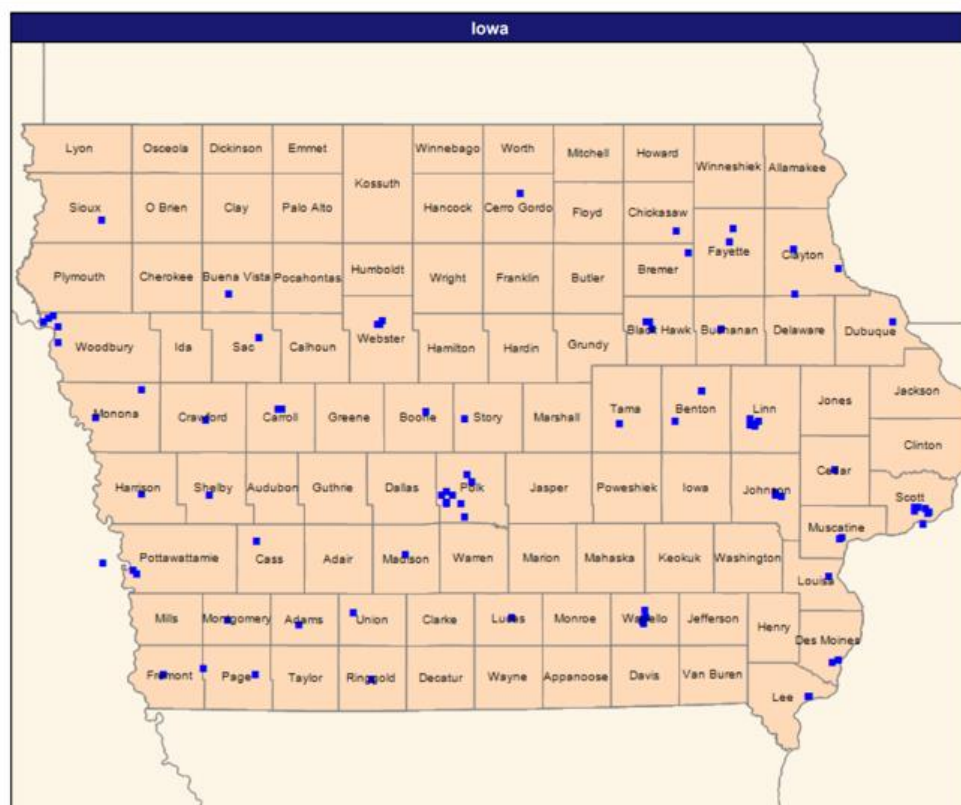 Iowa
Lyon Osceola Dickinson Emmet Winnebago Worth Mitchell Howard Winneshiek Allamakee
Kossuth
Sioux O Brien Clay Palo Alto Hancock Cerro Gordo Floyd Chickasaw
Fayette Clayton
Plymouth Cherokee Buena Vista Pocahontas Humboldt Wright Franklin Butler Bremer
Woodbury Ida Sac Calhoun Webster Hamilton Hardin Grundy Black Hawk Buchanan Delaware Dubuque
Monona Crawford Carroll Greene Boone Story Marshall Tama Benton Linn Jones Jackson
Clinton
Harrison Shelby Audubon Guthrie Dallas Polk Jasper Poweshiek Iowa Johnson Cedar Scott
Muscatine
Pottawattamie Cass Adair Madison Warren Marion Mahaska Keokuk Washington
Louisa
Mills Montgomery Adams Union Clarke Lucas Monroe Wapello Jefferson Henry Des Moines
Fremont Page Taylor Ringgold Decatur Wayne Appanoose Davis Van Buren Lee